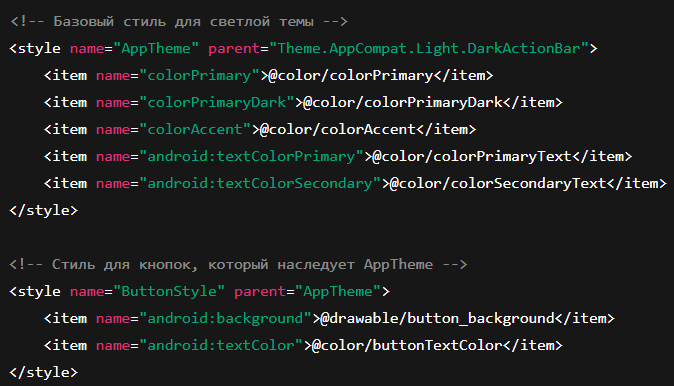 <!-- Базовый стиль для светлой темы -->
<style name="AppTheme" parent="Theme.AppCompat.Light.DarkActionBar">
    <item name="colorPrimary">@color/colorPrimary</item>
    <item name="colorPrimaryDark">@color/colorPrimaryDark</item>
    <item name="colorAccent">@color/colorAccent</item>
    <item name="android:textColorPrimary">@color/colorPrimaryText</item>
    <item name="android:textColorSecondary">@color/colorSecondaryText</item>
</style>
<!-- Стиль для кнопок, который наследует AppTheme -->
<style name="ButtonStyle" parent="AppTheme">
    <item name="android:background">@drawable/button_background</item>
    <item name="android:textColor">@color/buttonTextColor</item>
</style>